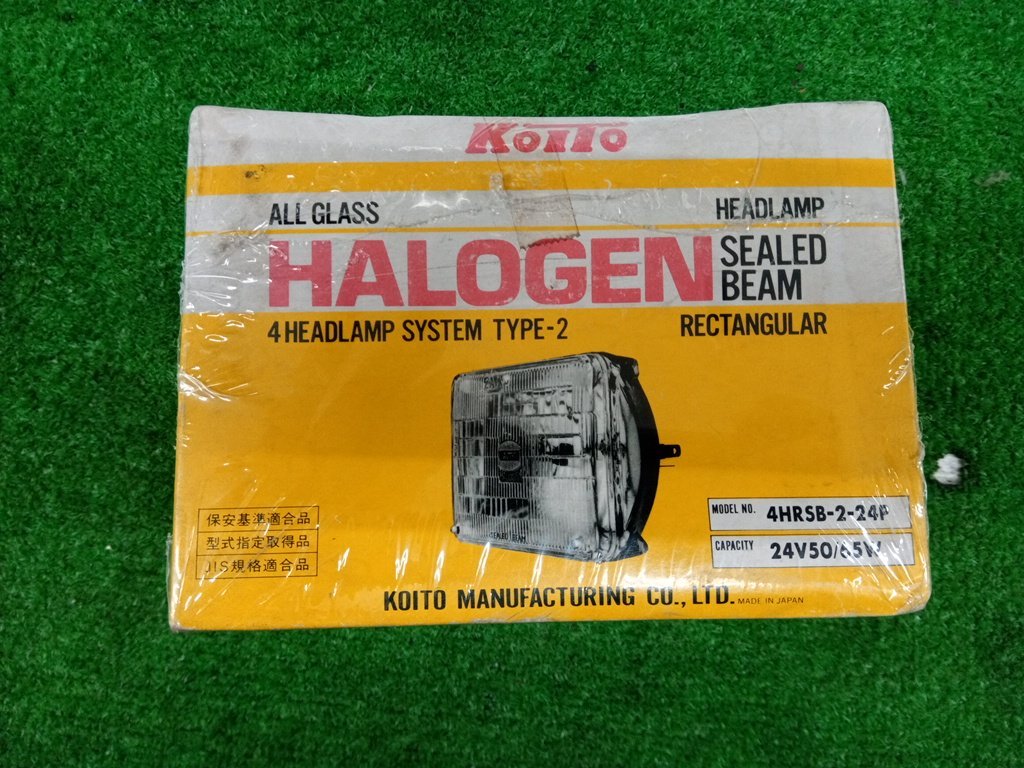 KOITO
ALL GLASS
HEADLAMP
HALOGEN
SEALED
BEAM
4 HEADLAMP SYSTEM TYPE-2
RECTANGULAR
SEALED BEAM
保安基準適合品
型式指定取得品
JIS規格適合品
MODEL NO. 4HRSB-2-24P
CAPACITY 24V50/65W
KOITO MANUFACTURING CO., LTD. MADE IN JAPAN